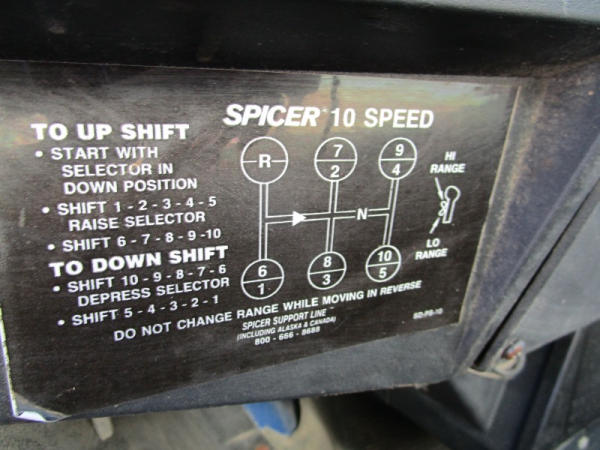 SPICER 10 SPEED
TO UP SHIFT
• START WITH
SELECTOR IN
DOWN POSITION
• SHIFT 1 - 2 - 3 - 4 - 5
RAISE SELECTOR
• SHIFT 6 - 7 - 8 - 9 -10
TO DOWN SHIFT
• SHIFT 10 - 9 - 8 - 7 - 6
DEPRESS SELECTOR
• SHIFT 5 - 4 - 3 - 2 - 1
R
7
2
9
4
N
6
1
8
3
10
5
HI
RANGE
LO
RANGE
DO NOT CHANGE RANGE WHILE MOVING IN REVERSE
SPICER SUPPORT LINE
(INCLUDING ALASKA & CANADA)
800 - 666 - 8688